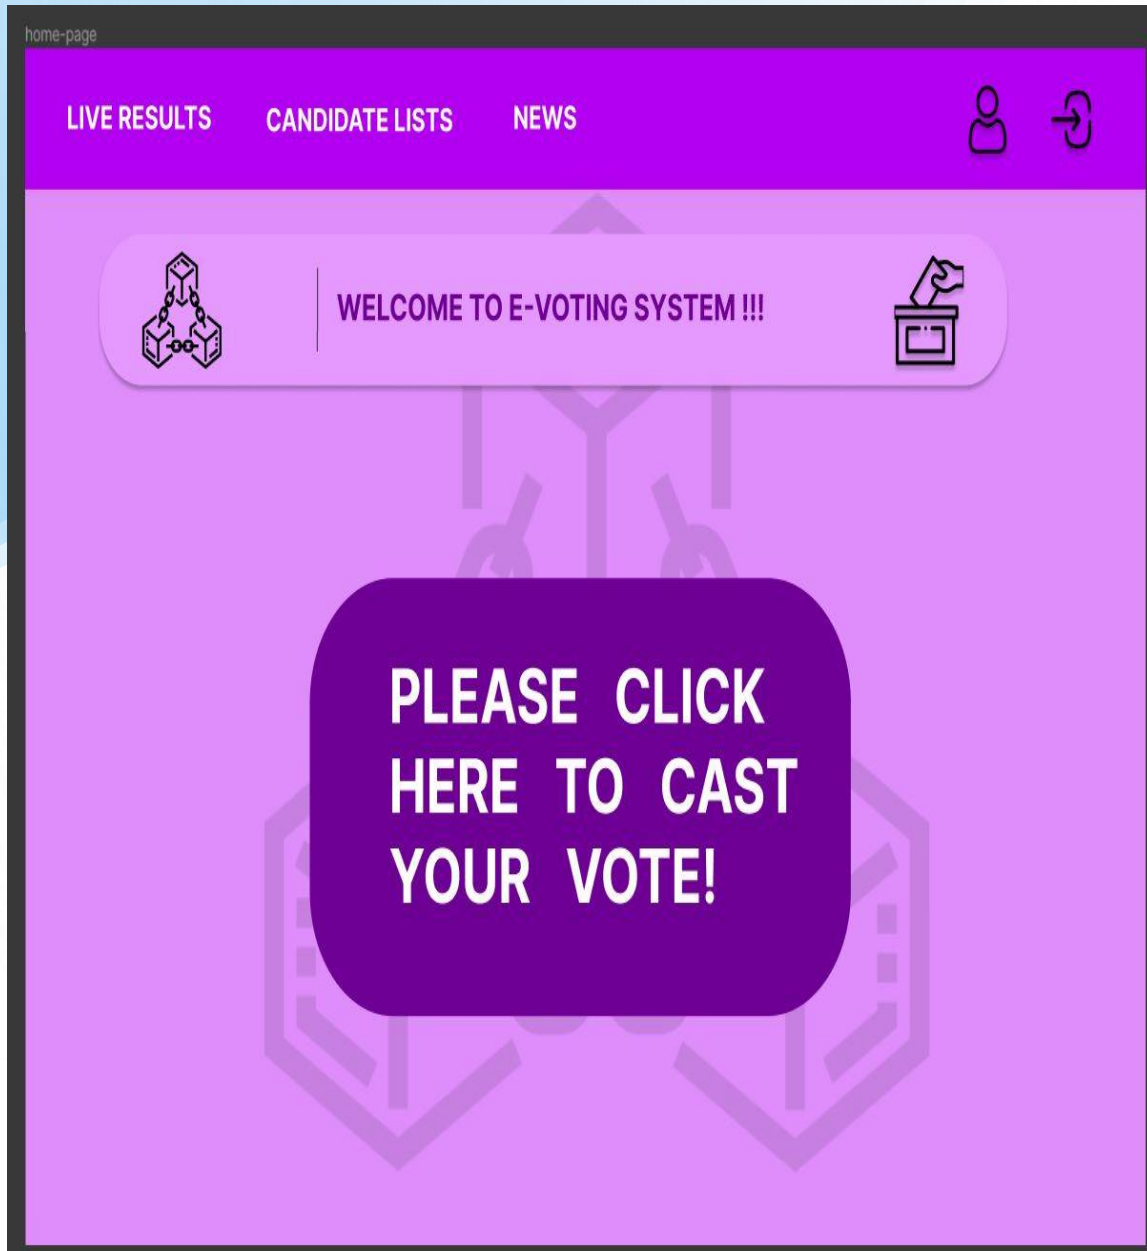 home-page
LIVE RESULTS
CANDIDATE LISTS
NEWS
WELCOME TO E-VOTING SYSTEM !!!
PLEASE CLICK
HERE TO CAST
YOUR VOTE!